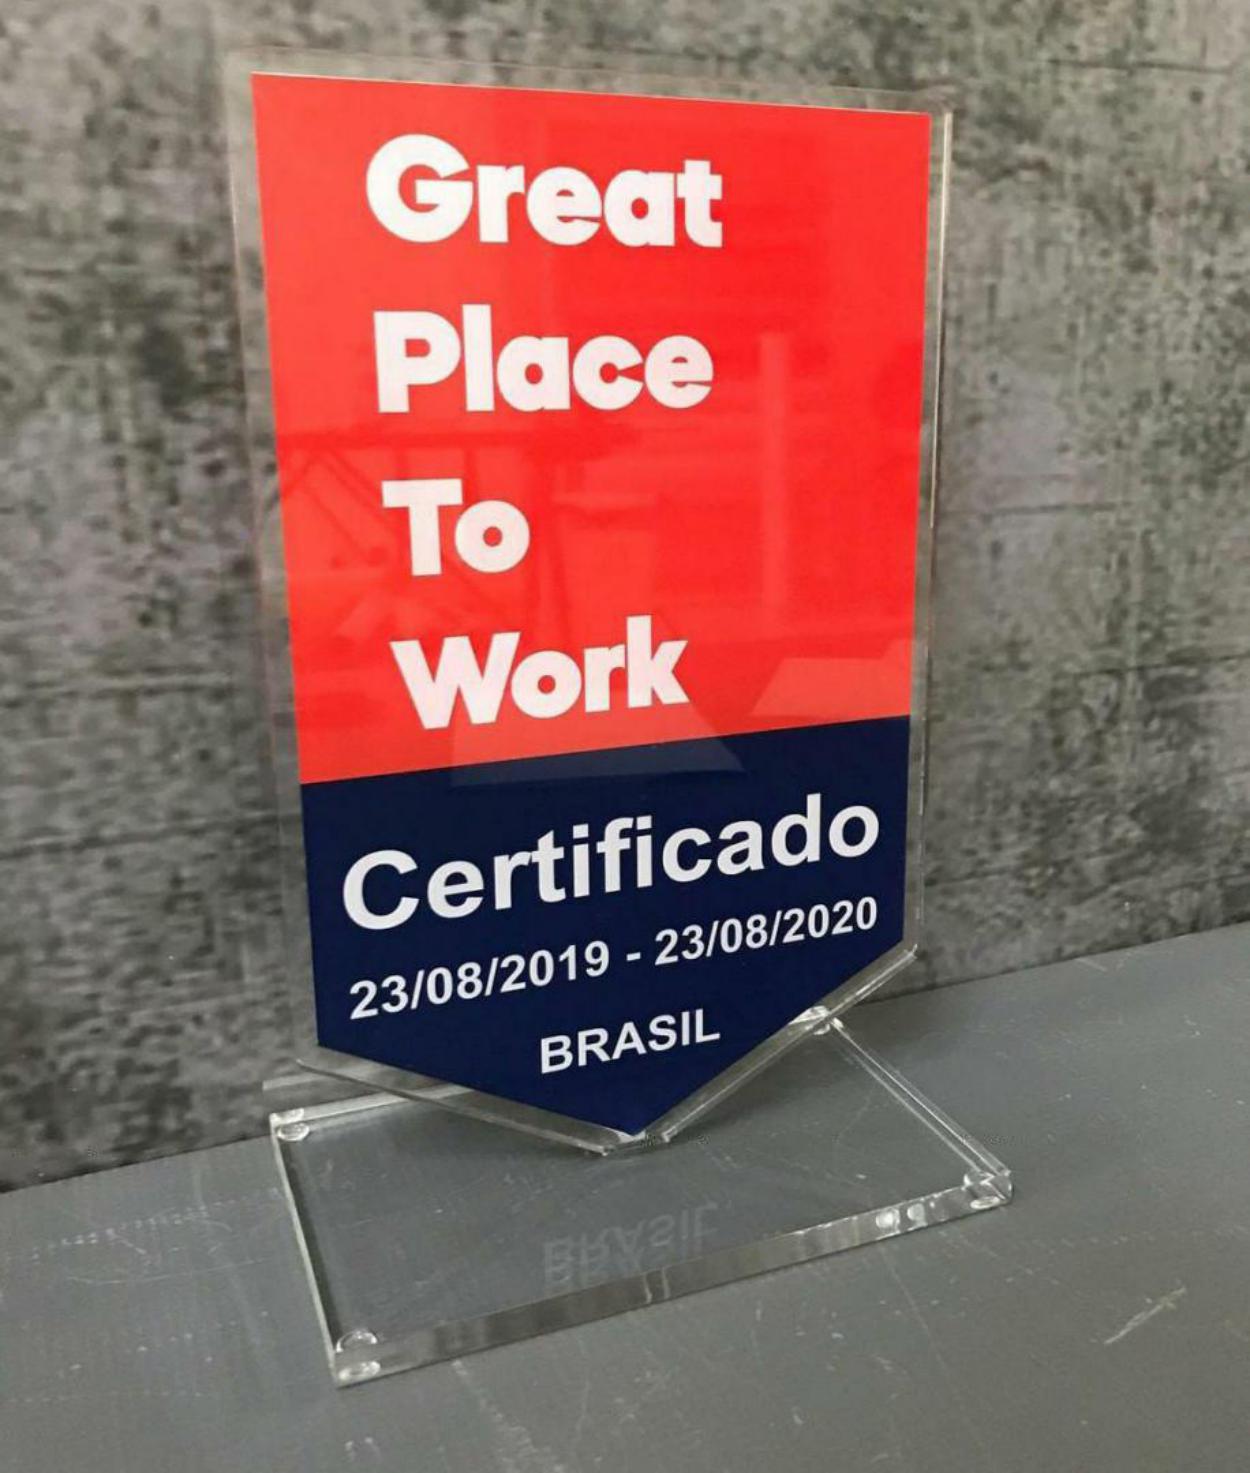 Great
Place
To
Work
Certificado
23/08/2019 - 23/08/2020
BRASIL